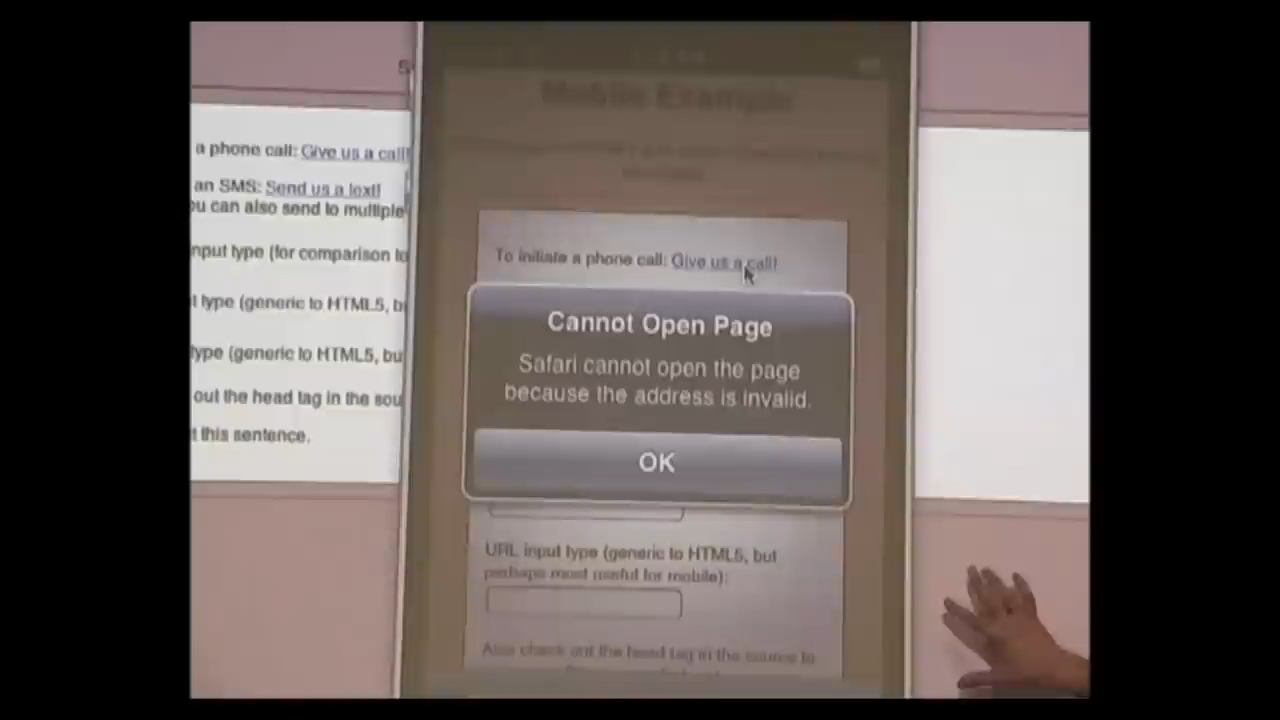 a phone call: Give us a call!
an SMS: Send us a text!
ou can also send to multiple
nput type (for comparison to
t type (generic to HTML5, b
type (generic to HTML5, bu
out the head tag in the sou
t this sentence.
Mobile Example
To initiate a phone call: Give us a call!
Cannot Open Page
Safari cannot open the page
because the address is invalid.
OK
URL input type (generic to HTML5, but
perhaps most useful for mobile):
Also check out the head tag in the source to